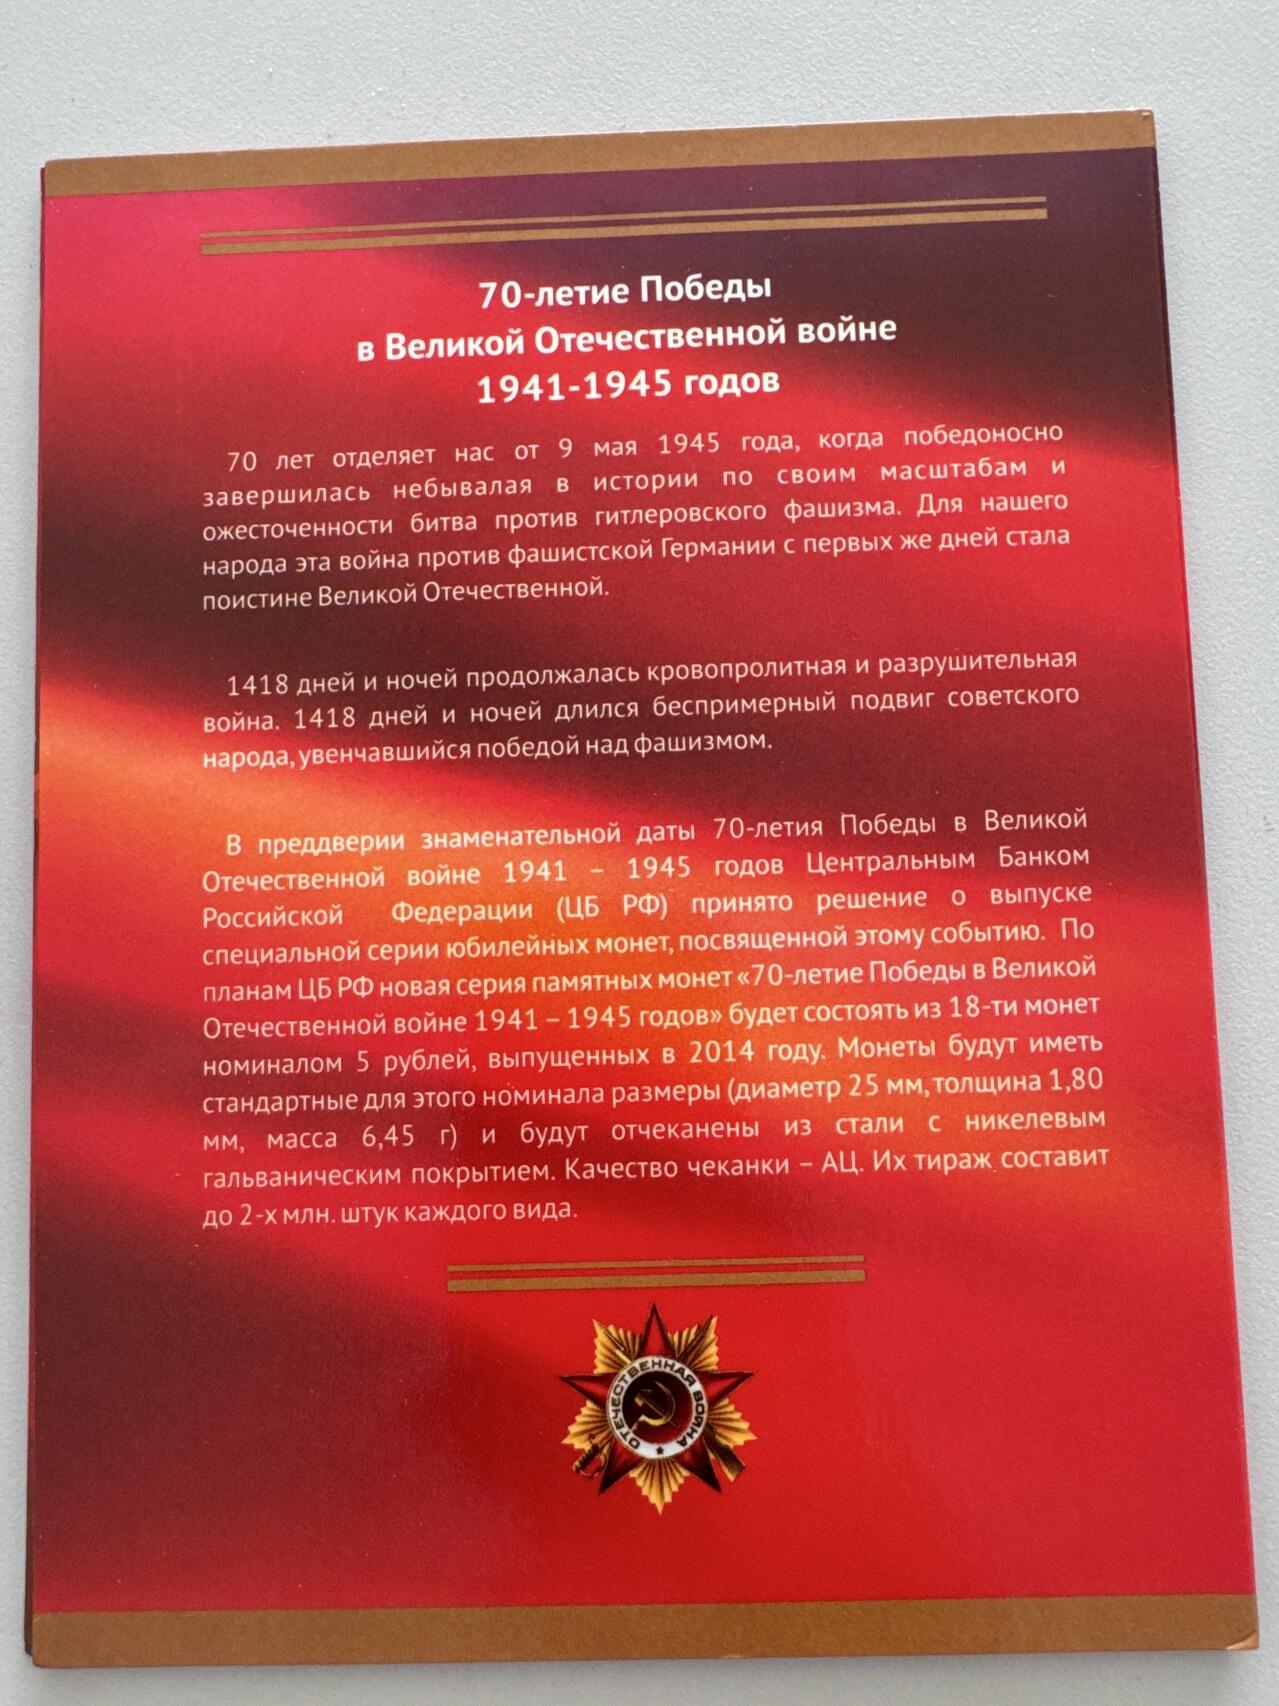 70-летие Победы
в Великой Отечественной войне
1941-1945 годов
70 лет отделяет нас от 9 мая 1945 года, когда победоносно
завершилась небывалая в истории по своим масштабам и
ожесточенности битва против гитлеровского фашизма. Для нашего
народа эта война против фашистской Германии с первых же дней стала
поистине Великой Отечественной.
1418 дней и ночей продолжалась кровопролитная и разрушительная
война. 1418 дней и ночей длился беспримерный подвиг советского
народа, увенчавшийся победой над фашизмом.
В преддверии знаменательной даты 70-летия Победы в Великой
Отечественной войне 1941 – 1945 годов Центральным Банком
Российской Федерации (ЦБ РФ) принято решение о выпуске
специальной серии юбилейных монет, посвященной этому событию. По
планам ЦБ РФ новая серия памятных монет «70-летие Победы в Великой
Отечественной войне 1941 – 1945 годов» будет состоять из 18-ти монет
номиналом 5 рублей, выпущенных в 2014 году. Монеты будут иметь
стандартные для этого номинала размеры (диаметр 25 мм, толщина 1,80
мм, масса 6,45 г) и будут отчеканены из стали с никелевым
гальваническим покрытием. Качество чеканки – АЦ. Их тираж составит
до 2-х млн. штук каждого вида.
ОТЕЧЕСТВЕННАЯ ВОЙНА